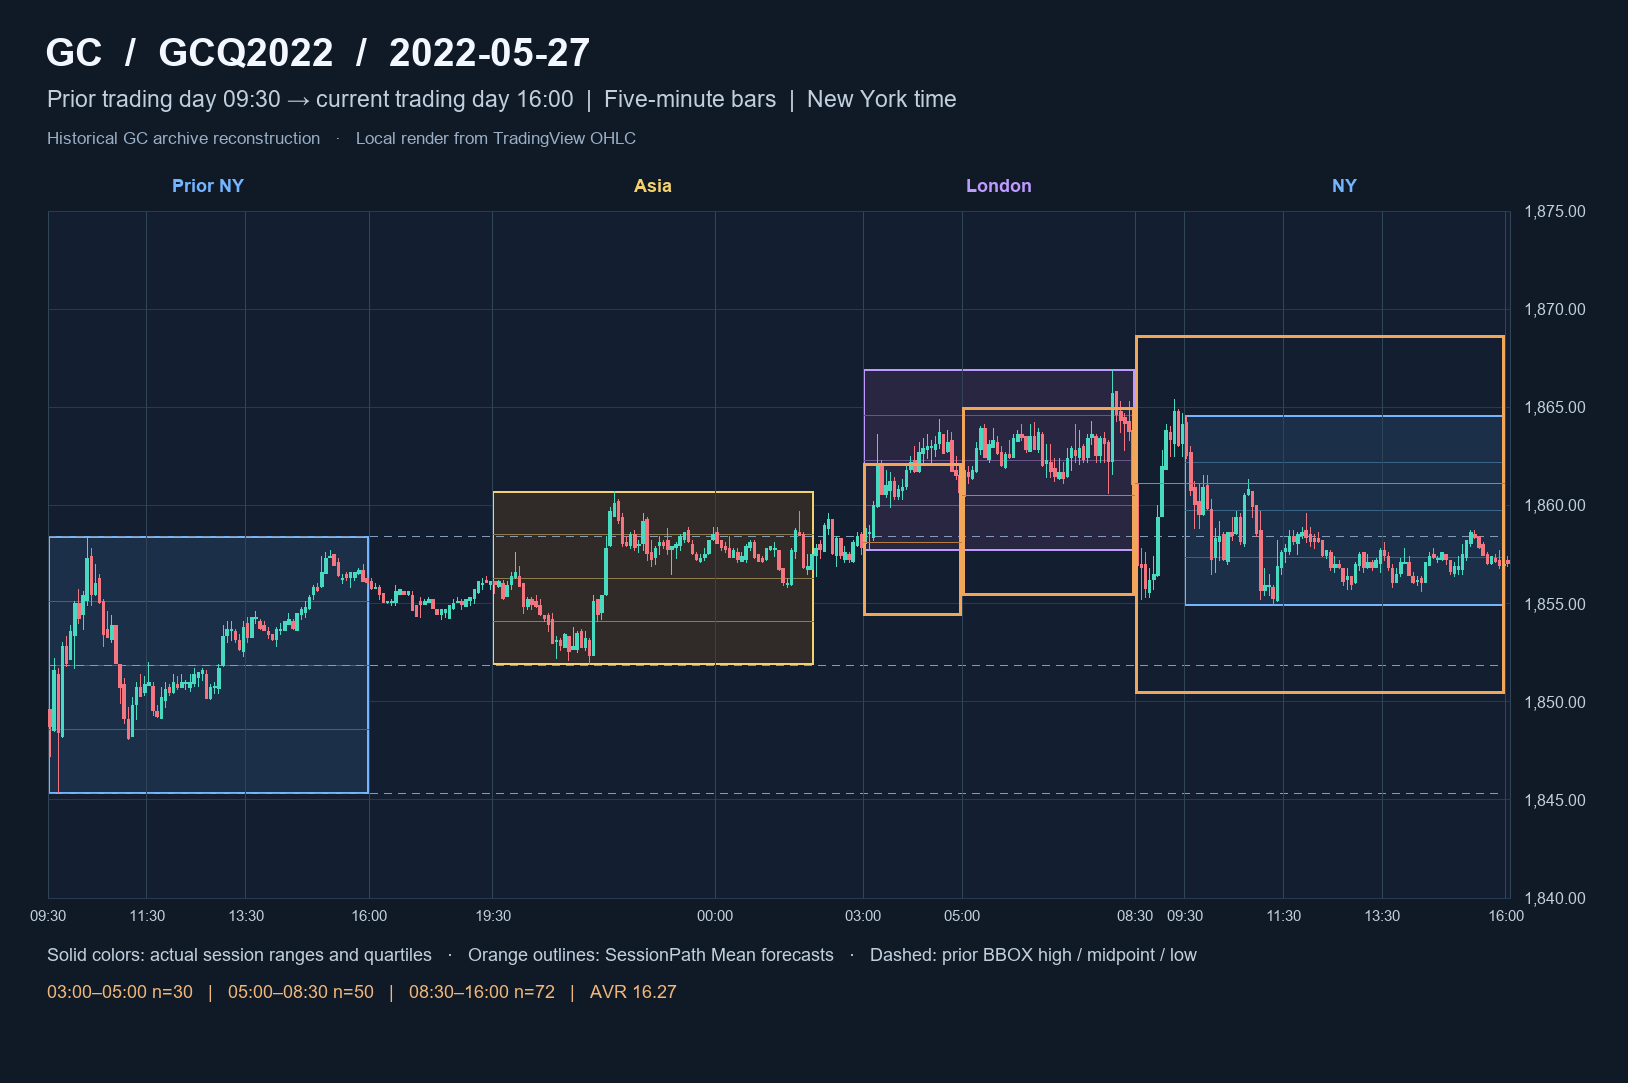 GC / GCQ2022 / 2022-05-27
Prior trading day 09:30 → current trading day 16:00 | Five-minute bars | New York time
Historical GC archive reconstruction · Local render from TradingView OHLC
Prior NY Asia London NY
1,875.00
1,870.00
1,865.00
1,860.00
1,855.00
1,850.00
1,845.00
1,840.00
09:30 11:30 13:30 16:00 19:30 00:00 03:00 05:00 08:30 09:30 11:30 13:30 16:00
Solid colors: actual session ranges and quartiles · Orange outlines: SessionPath Mean forecasts · Dashed: prior BBOX high / midpoint / low
03:00–05:00 n=30 | 05:00–08:30 n=50 | 08:30–16:00 n=72 | AVR 16.27